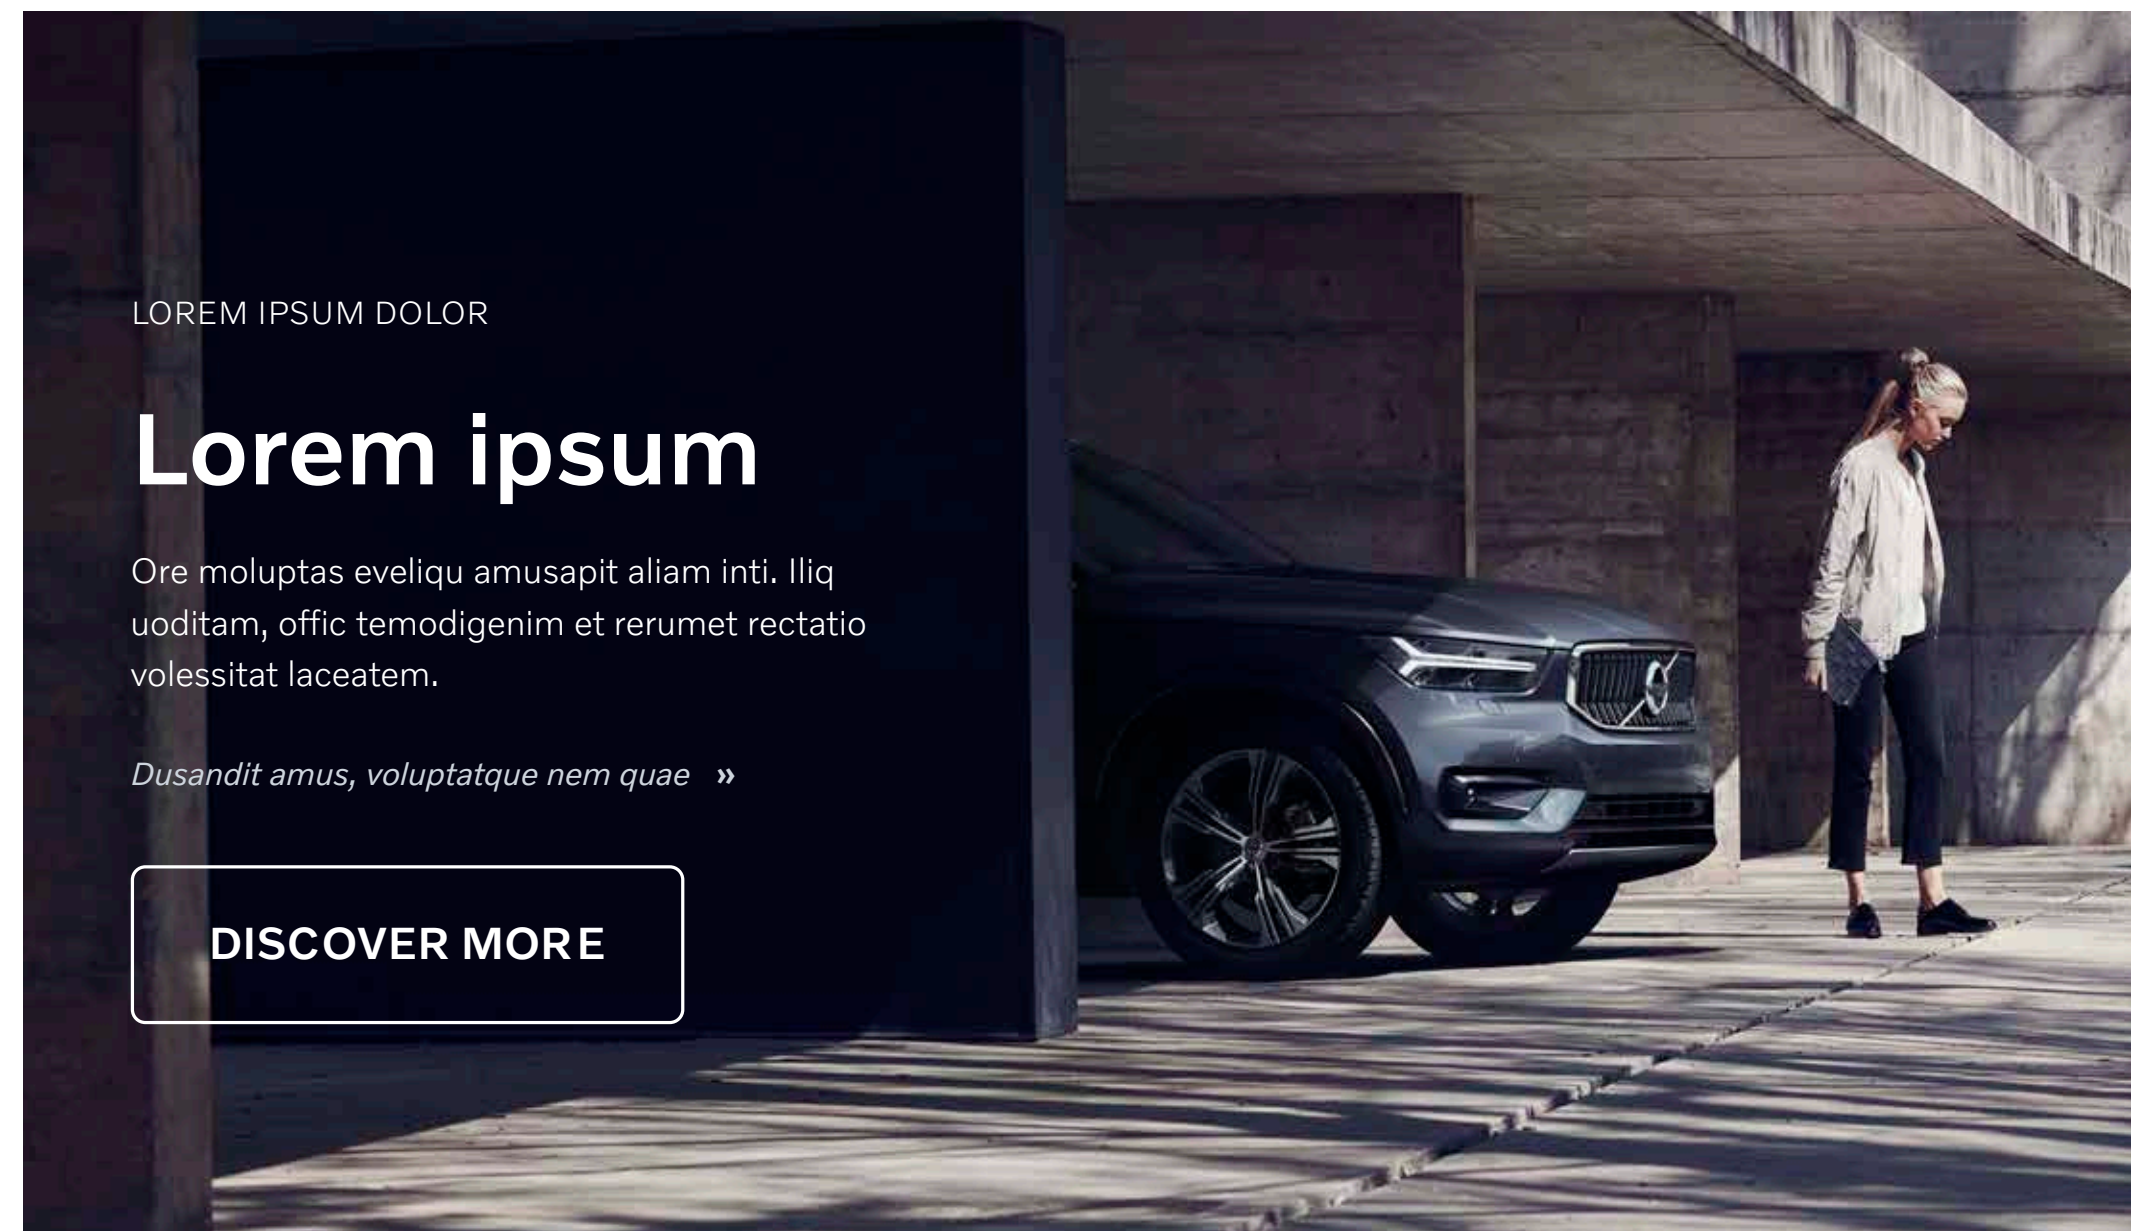 LOREM IPSUM DOLOR
Lorem ipsum
Ore moluptas eveliqu amusapit aliam inti. Iliq
uoditam, offic temodigenim et rerumet rectatio
volessitat laceatem.
Dusandit amus, voluptatque nem quae »
DISCOVER MORE